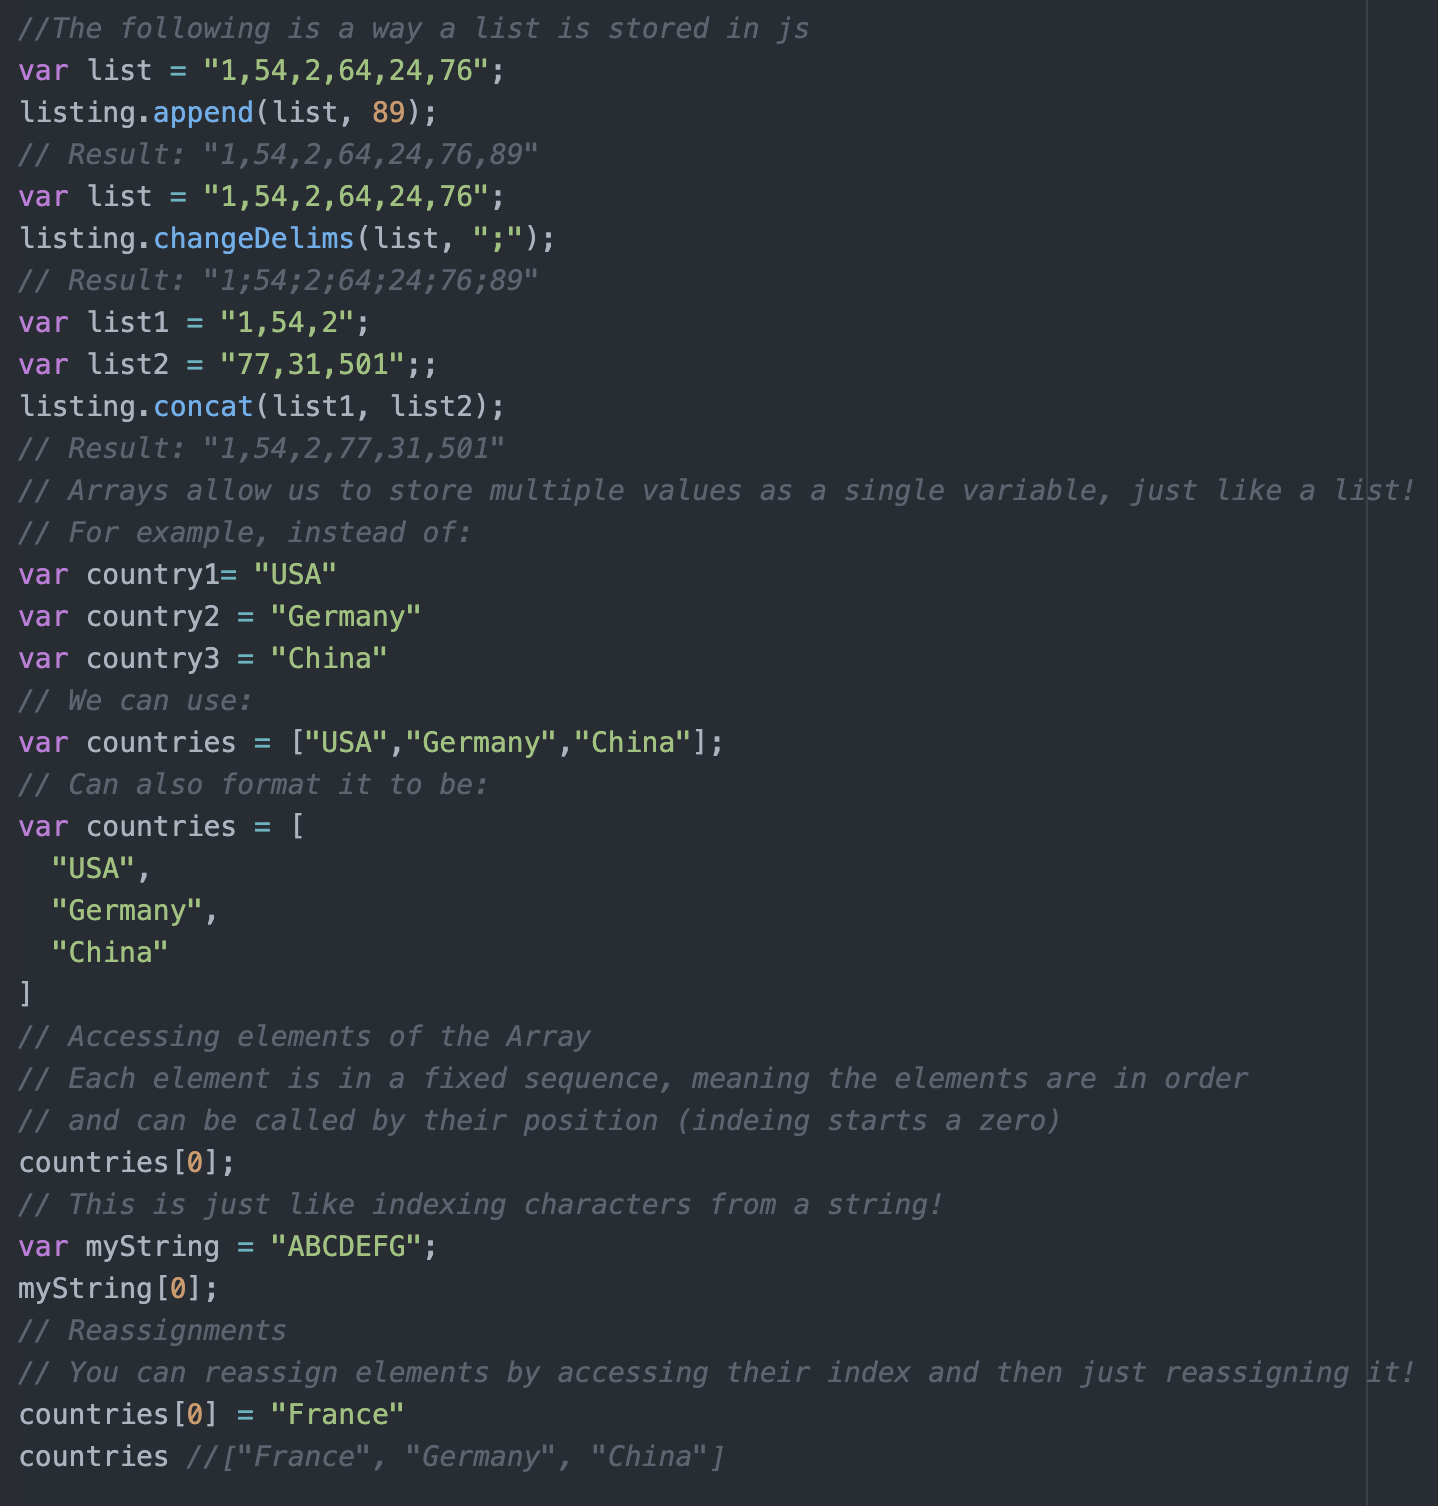 //The following is a way a list is stored in js
var list = "1,54,2,64,24,76";
listing.append(list, 89);
// Result: "1,54,2,64,24,76,89"
var list = "1,54,2,64,24,76";
listing.changeDelims(list, ";");
// Result: "1;54;2;64;24;76;89"
var list1 = "1,54,2";
var list2 = "77,31,501";;
listing.concat(list1, list2);
// Result: "1,54,2,77,31,501"
// Arrays allow us to store multiple values as a single variable, just like a list!
// For example, instead of:
var country1= "USA"
var country2 = "Germany"
var country3 = "China"
// We can use:
var countries = ["USA","Germany","China"];
// Can also format it to be:
var countries = [
  "USA",
  "Germany",
  "China"
]
// Accessing elements of the Array
// Each element is in a fixed sequence, meaning the elements are in order
// and can be called by their position (indeing starts a zero)
countries[0];
// This is just like indexing characters from a string!
var myString = "ABCDEFG";
myString[0];
// Reassignments
// You can reassign elements by accessing their index and then just reassigning it!
countries[0] = "France"
countries //["France", "Germany", "China"]